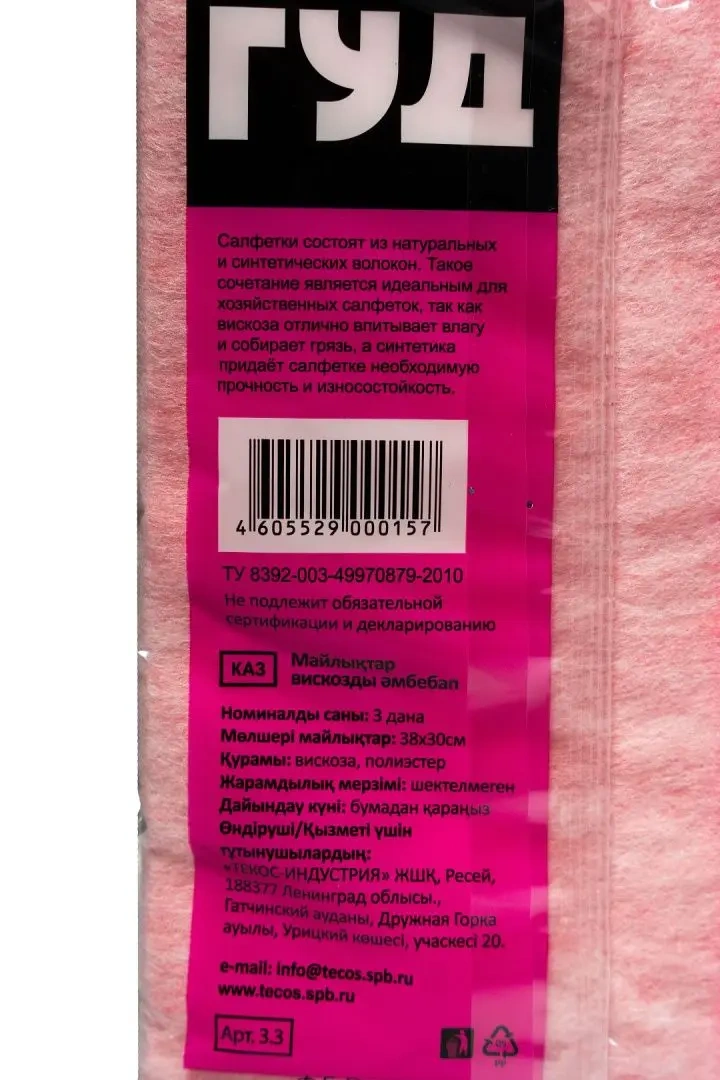 ГУД
Салфетки состоят из натуральных
и синтетических волокон. Такое
сочетание является идеальным для
хозяйственных салфеток, так как
вискоза отлично впитывает влагу
и собирает грязь, а синтетика
придаёт салфетке необходимую
прочность и износостойкость.
4 605529 000157
ТУ 8392-003-49970879-2010
Не подлежит обязательной
сертификации и декларированию
КАЗ
Майлықтар
вискозды әмбебап
Номиналды саны: 3 дана
Мөлшері майлықтар: 38х30см
Құрамы: вискоза, полиэстер
Жарамдылық мерзімі: шектелмеген
Дайындау күні: бумадан қараңыз
Өндіруші/Қызметі үшін
тұтынушылардың:
«ТЕКОС-ИНДУСТРИЯ» ЖШҚ, Ресей,
188377 Ленинград облысы.,
Гатчинский ауданы, Дружная Горка
ауылы, Урицкий көшесі, учаскесі 20.
e-mail: info@tecos.spb.ru
www.tecos.spb.ru
Арт. 3.3
PP